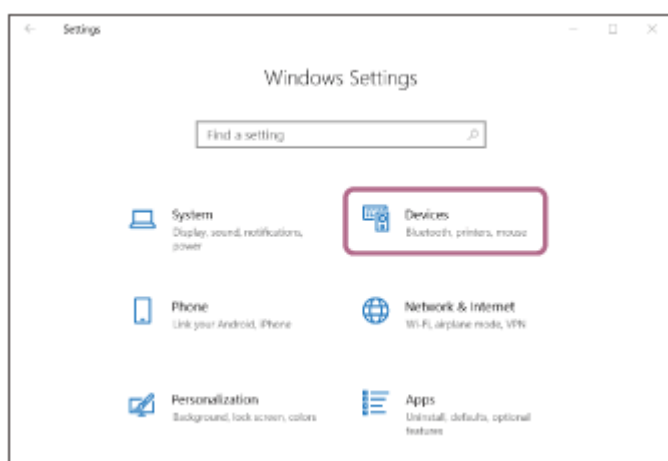 Settings
Windows Settings
Find a setting
System
Display, sound, notifications,
power
Devices
Bluetooth, printers, mouse
Phone
Link your Android, iPhone
Network & Internet
Wi-Fi, airplane mode, VPN
Personalization
Background, lock screen, colors
Apps
Uninstall, defaults, optional
features